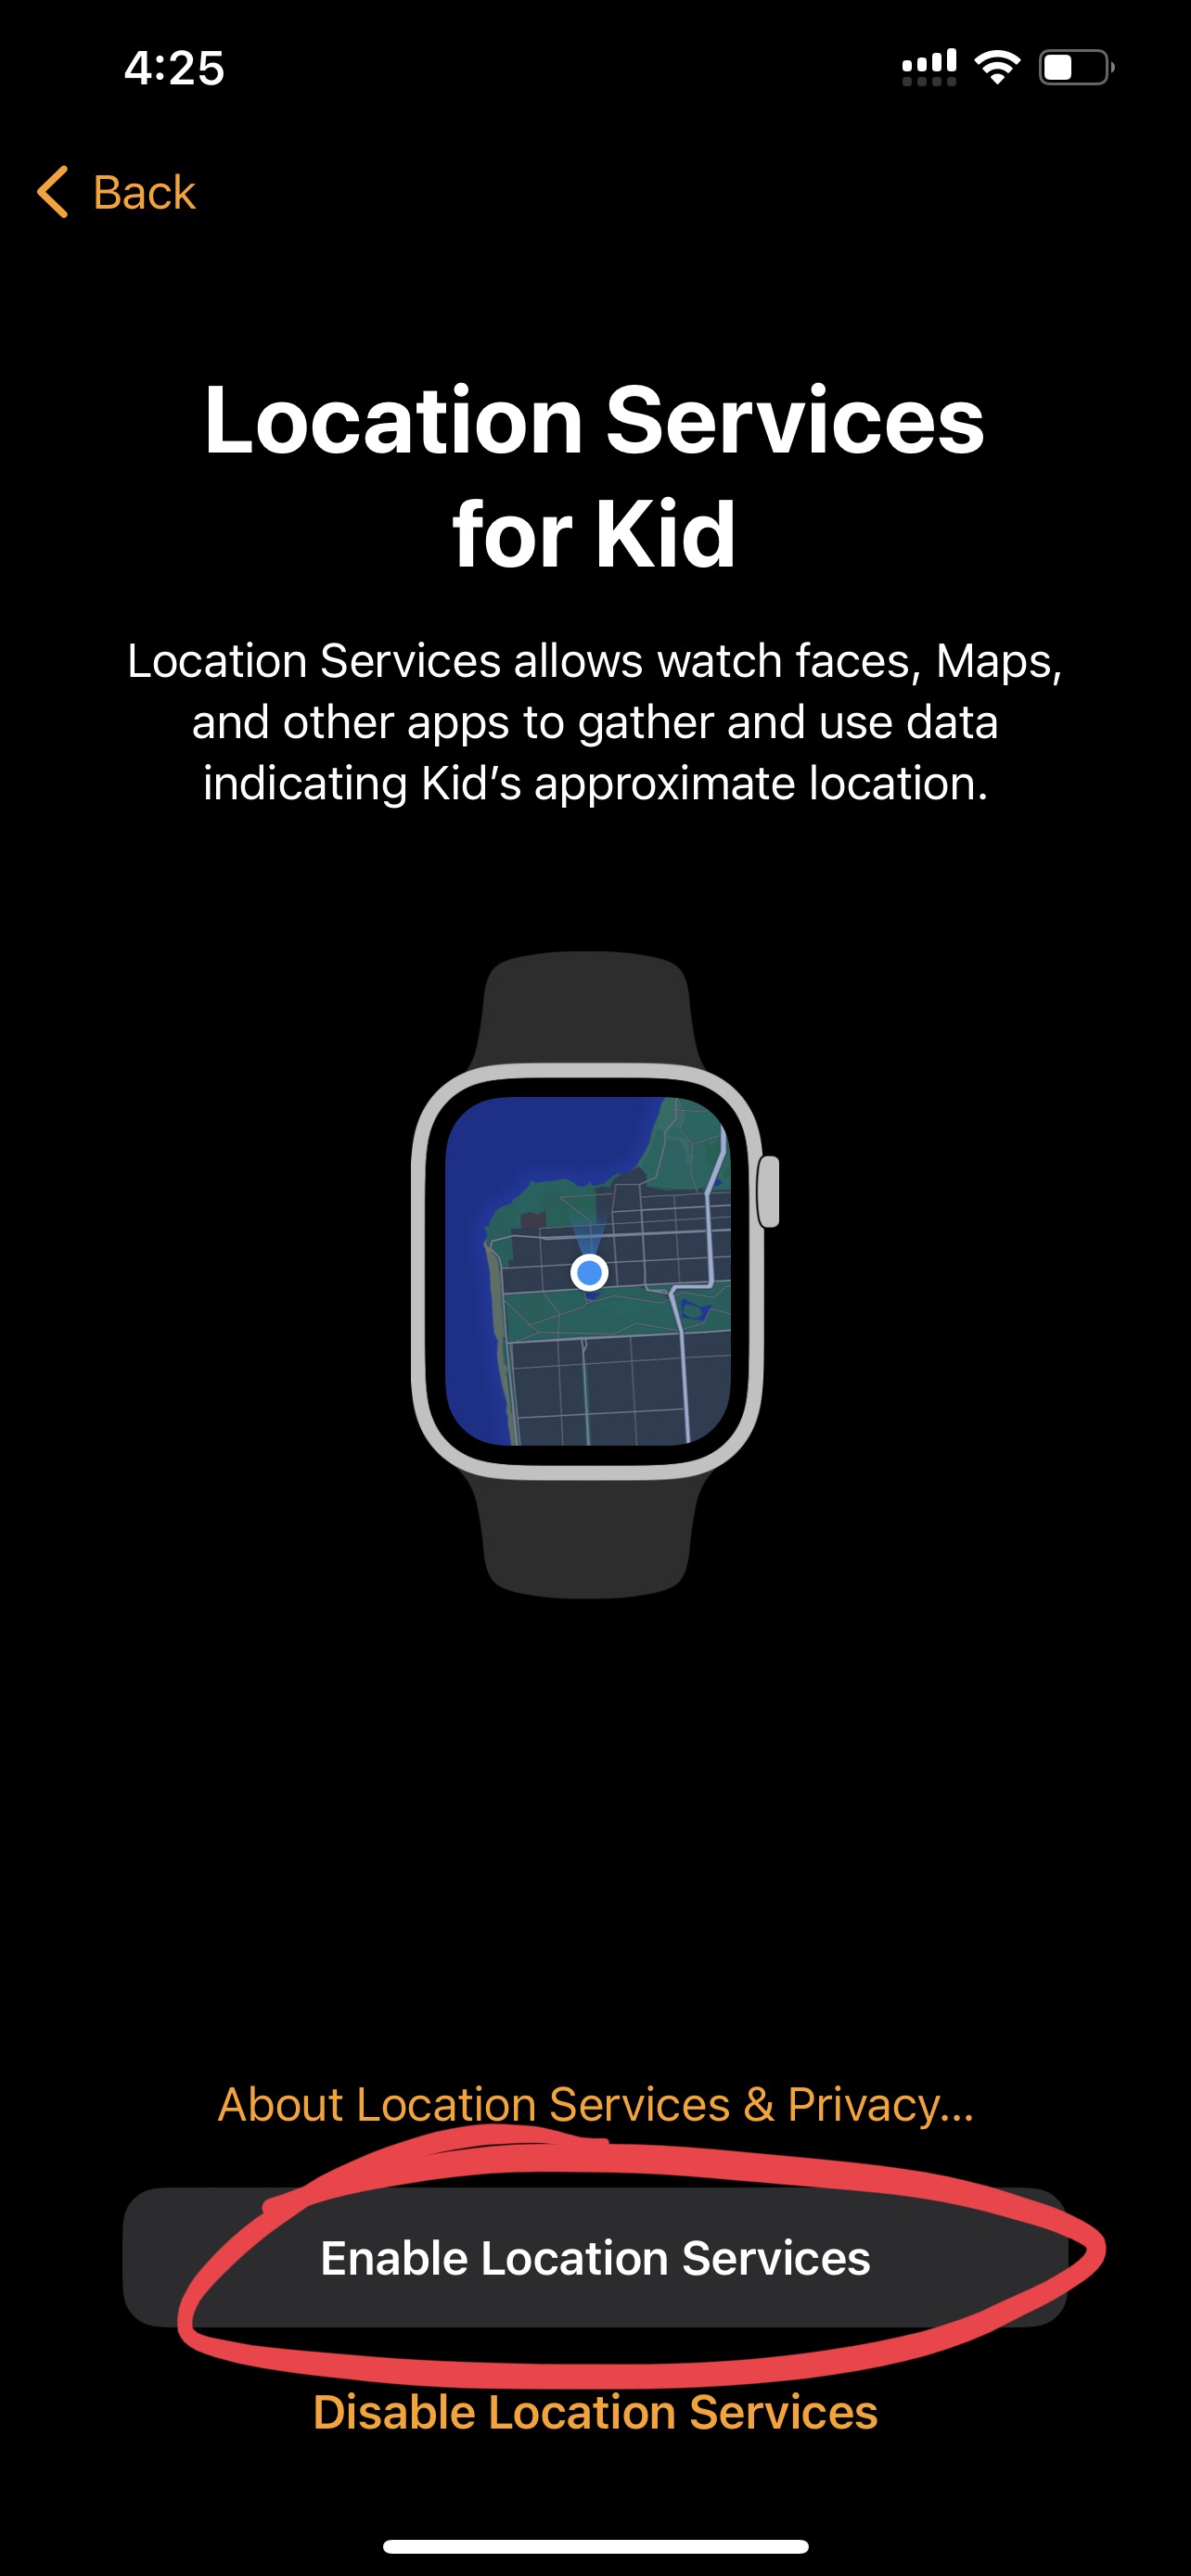 4:25
Back
Location Services
for Kid
Location Services allows watch faces, Maps,
and other apps to gather and use data
indicating Kid’s approximate location.
About Location Services & Privacy...
Enable Location Services
Disable Location Services